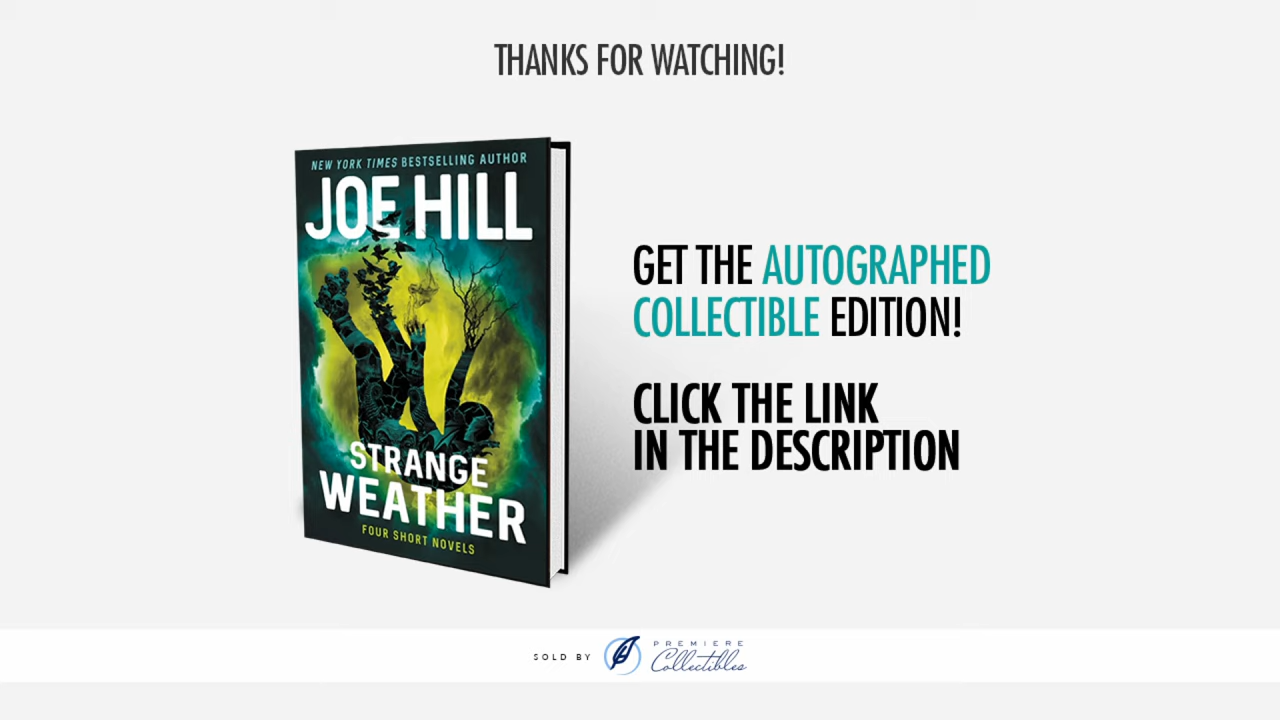 THANKS FOR WATCHING!
NEW YORK TIMES BESTSELLING AUTHOR
JOE HILL
STRANGE
WEATHER
FOUR SHORT NOVELS
GET THE AUTOGRAPHED
COLLECTIBLE EDITION!
CLICK THE LINK
IN THE DESCRIPTION
SOLD BY
PREMIERE
Collectibles